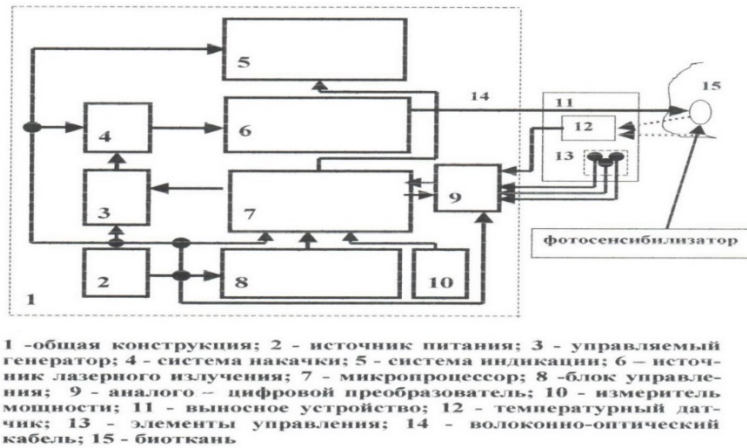 5
14
15
11
4
6
12
13
3
7
9
фотосенсибилизатор
2
8
10
1
1 -общая конструкция; 2 - источник питания; 3 - управляемый
генератор; 4 - система накачки; 5 - система индикации; 6 – источ-
ник лазерного излучения; 7 - микропроцессор; 8 -блок управле-
ния; 9 - аналого – цифровой преобразователь; 10 - измеритель
мощности; 11 - выносное устройство; 12 - температурный дат-
чик; 13 - элементы управления; 14 - волоконно-оптический
кабель; 15 - биоткань